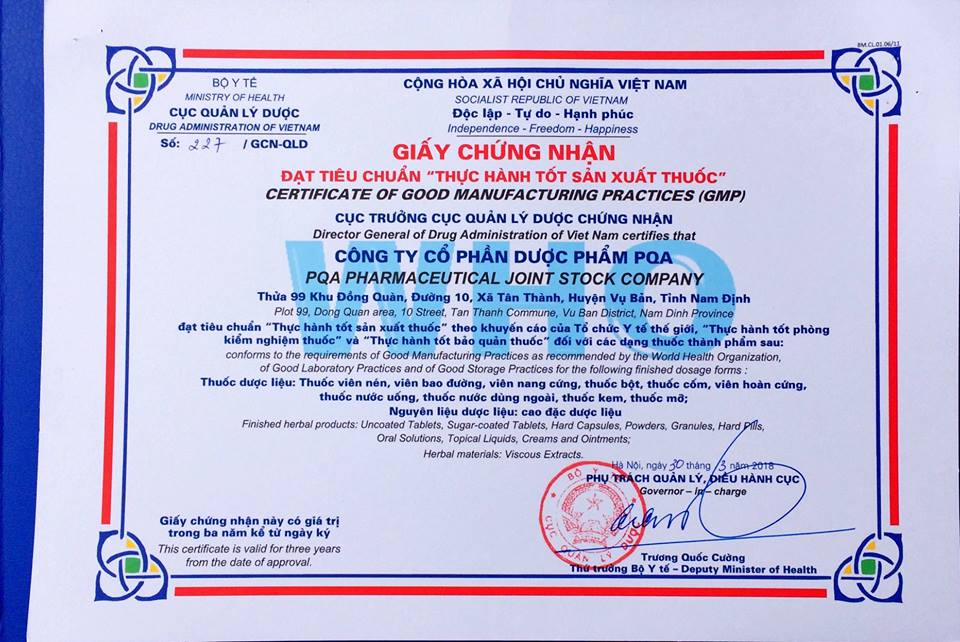 BM.CL.01.06/11
BỘ Y TẾ
MINISTRY OF HEALTH
CỤC QUẢN LÝ DƯỢC
DRUG ADMINISTRATION OF VIETNAM
Số: 227 / GCN-QLD
CỘNG HÒA XÃ HỘI CHỦ NGHĨA VIỆT NAM
SOCIALIST REPUBLIC OF VIETNAM
Độc lập - Tự do - Hạnh phúc
Independence - Freedom - Happiness
GIẤY CHỨNG NHẬN
ĐẠT TIÊU CHUẨN “THỰC HÀNH TỐT SẢN XUẤT THUỐC”
CERTIFICATE OF GOOD MANUFACTURING PRACTICES (GMP)
CỤC TRƯỞNG CỤC QUẢN LÝ DƯỢC CHỨNG NHẬN
Director General of Drug Administration of Viet Nam certifies that
WHO
CÔNG TY CỔ PHẦN DƯỢC PHẨM PQA
PQA PHARMACEUTICAL JOINT STOCK COMPANY
Thửa 99 Khu Đồng Quàn, Đường 10, Xã Tân Thành, Huyện Vụ Bản, Tỉnh Nam Định
Plot 99, Dong Quan area, 10 Street, Tan Thanh Commune, Vu Ban District, Nam Dinh Province
đạt tiêu chuẩn “Thực hành tốt sản xuất thuốc” theo khuyến cáo của Tổ chức Y tế thế giới, “Thực hành tốt phòng
kiểm nghiệm thuốc” và “Thực hành tốt bảo quản thuốc” đối với các dạng thuốc thành phẩm sau:
conforms to the requirements of Good Manufacturing Practices as recommended by the World Health Organization,
of Good Laboratory Practices and of Good Storage Practices for the following finished dosage forms :
Thuốc dược liệu: Thuốc viên nén, viên bao đường, viên nang cứng, thuốc bột, thuốc cốm, viên hoàn cứng,
thuốc nước uống, thuốc nước dùng ngoài, thuốc kem, thuốc mỡ;
Nguyên liệu dược liệu: cao đặc dược liệu
Finished herbal products: Uncoated Tablets, Sugar-coated Tablets, Hard Capsules, Powders, Granules, Hard Pills,
Oral Solutions, Topical Liquids, Creams and Ointments;
Herbal materials: Viscous Extracts.
Hà Nội, ngày 30 tháng 3 năm 2018
PHỤ TRÁCH QUẢN LÝ, ĐIỀU HÀNH CỤC
Governor – in – charge
BỘ Y TẾ
CỤC QUẢN LÝ DƯỢC
Giấy chứng nhận này có giá trị
trong ba năm kể từ ngày ký
This certificate is valid for three years
from the date of approval.
Trương Quốc Cường
Thứ trưởng Bộ Y tế – Deputy Minister of Health